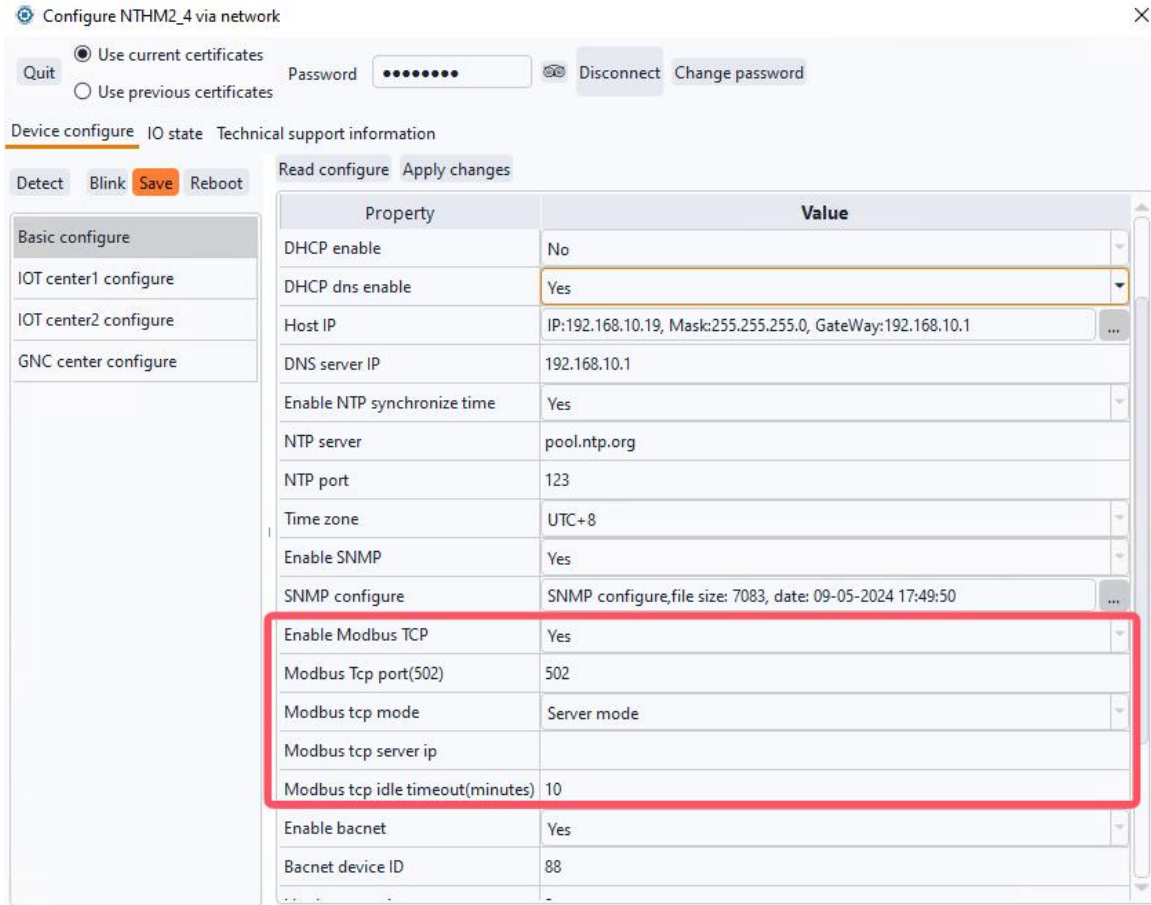 Configure NTHM2_4 via network
Quit
Use current certificates
Use previous certificates
Password
Disconnect
Change password
Device configure IO state Technical support information
Detect Blink Save Reboot
Basic configure
IOT center1 configure
IOT center2 configure
GNC center configure
Read configure Apply changes
Property Value
DHCP enable No
DHCP dns enable Yes
Host IP IP:192.168.10.19, Mask:255.255.255.0, GateWay:192.168.10.1 ...
DNS server IP 192.168.10.1
Enable NTP synchronize time Yes
NTP server pool.ntp.org
NTP port 123
Time zone UTC+8
Enable SNMP Yes
SNMP configure SNMP configure,file size: 7083, date: 09-05-2024 17:49:50 ...
Enable Modbus TCP Yes
Modbus Tcp port(502) 502
Modbus tcp mode Server mode
Modbus tcp server ip
Modbus tcp idle timeout(minutes) 10
Enable bacnet Yes
Bacnet device ID 88